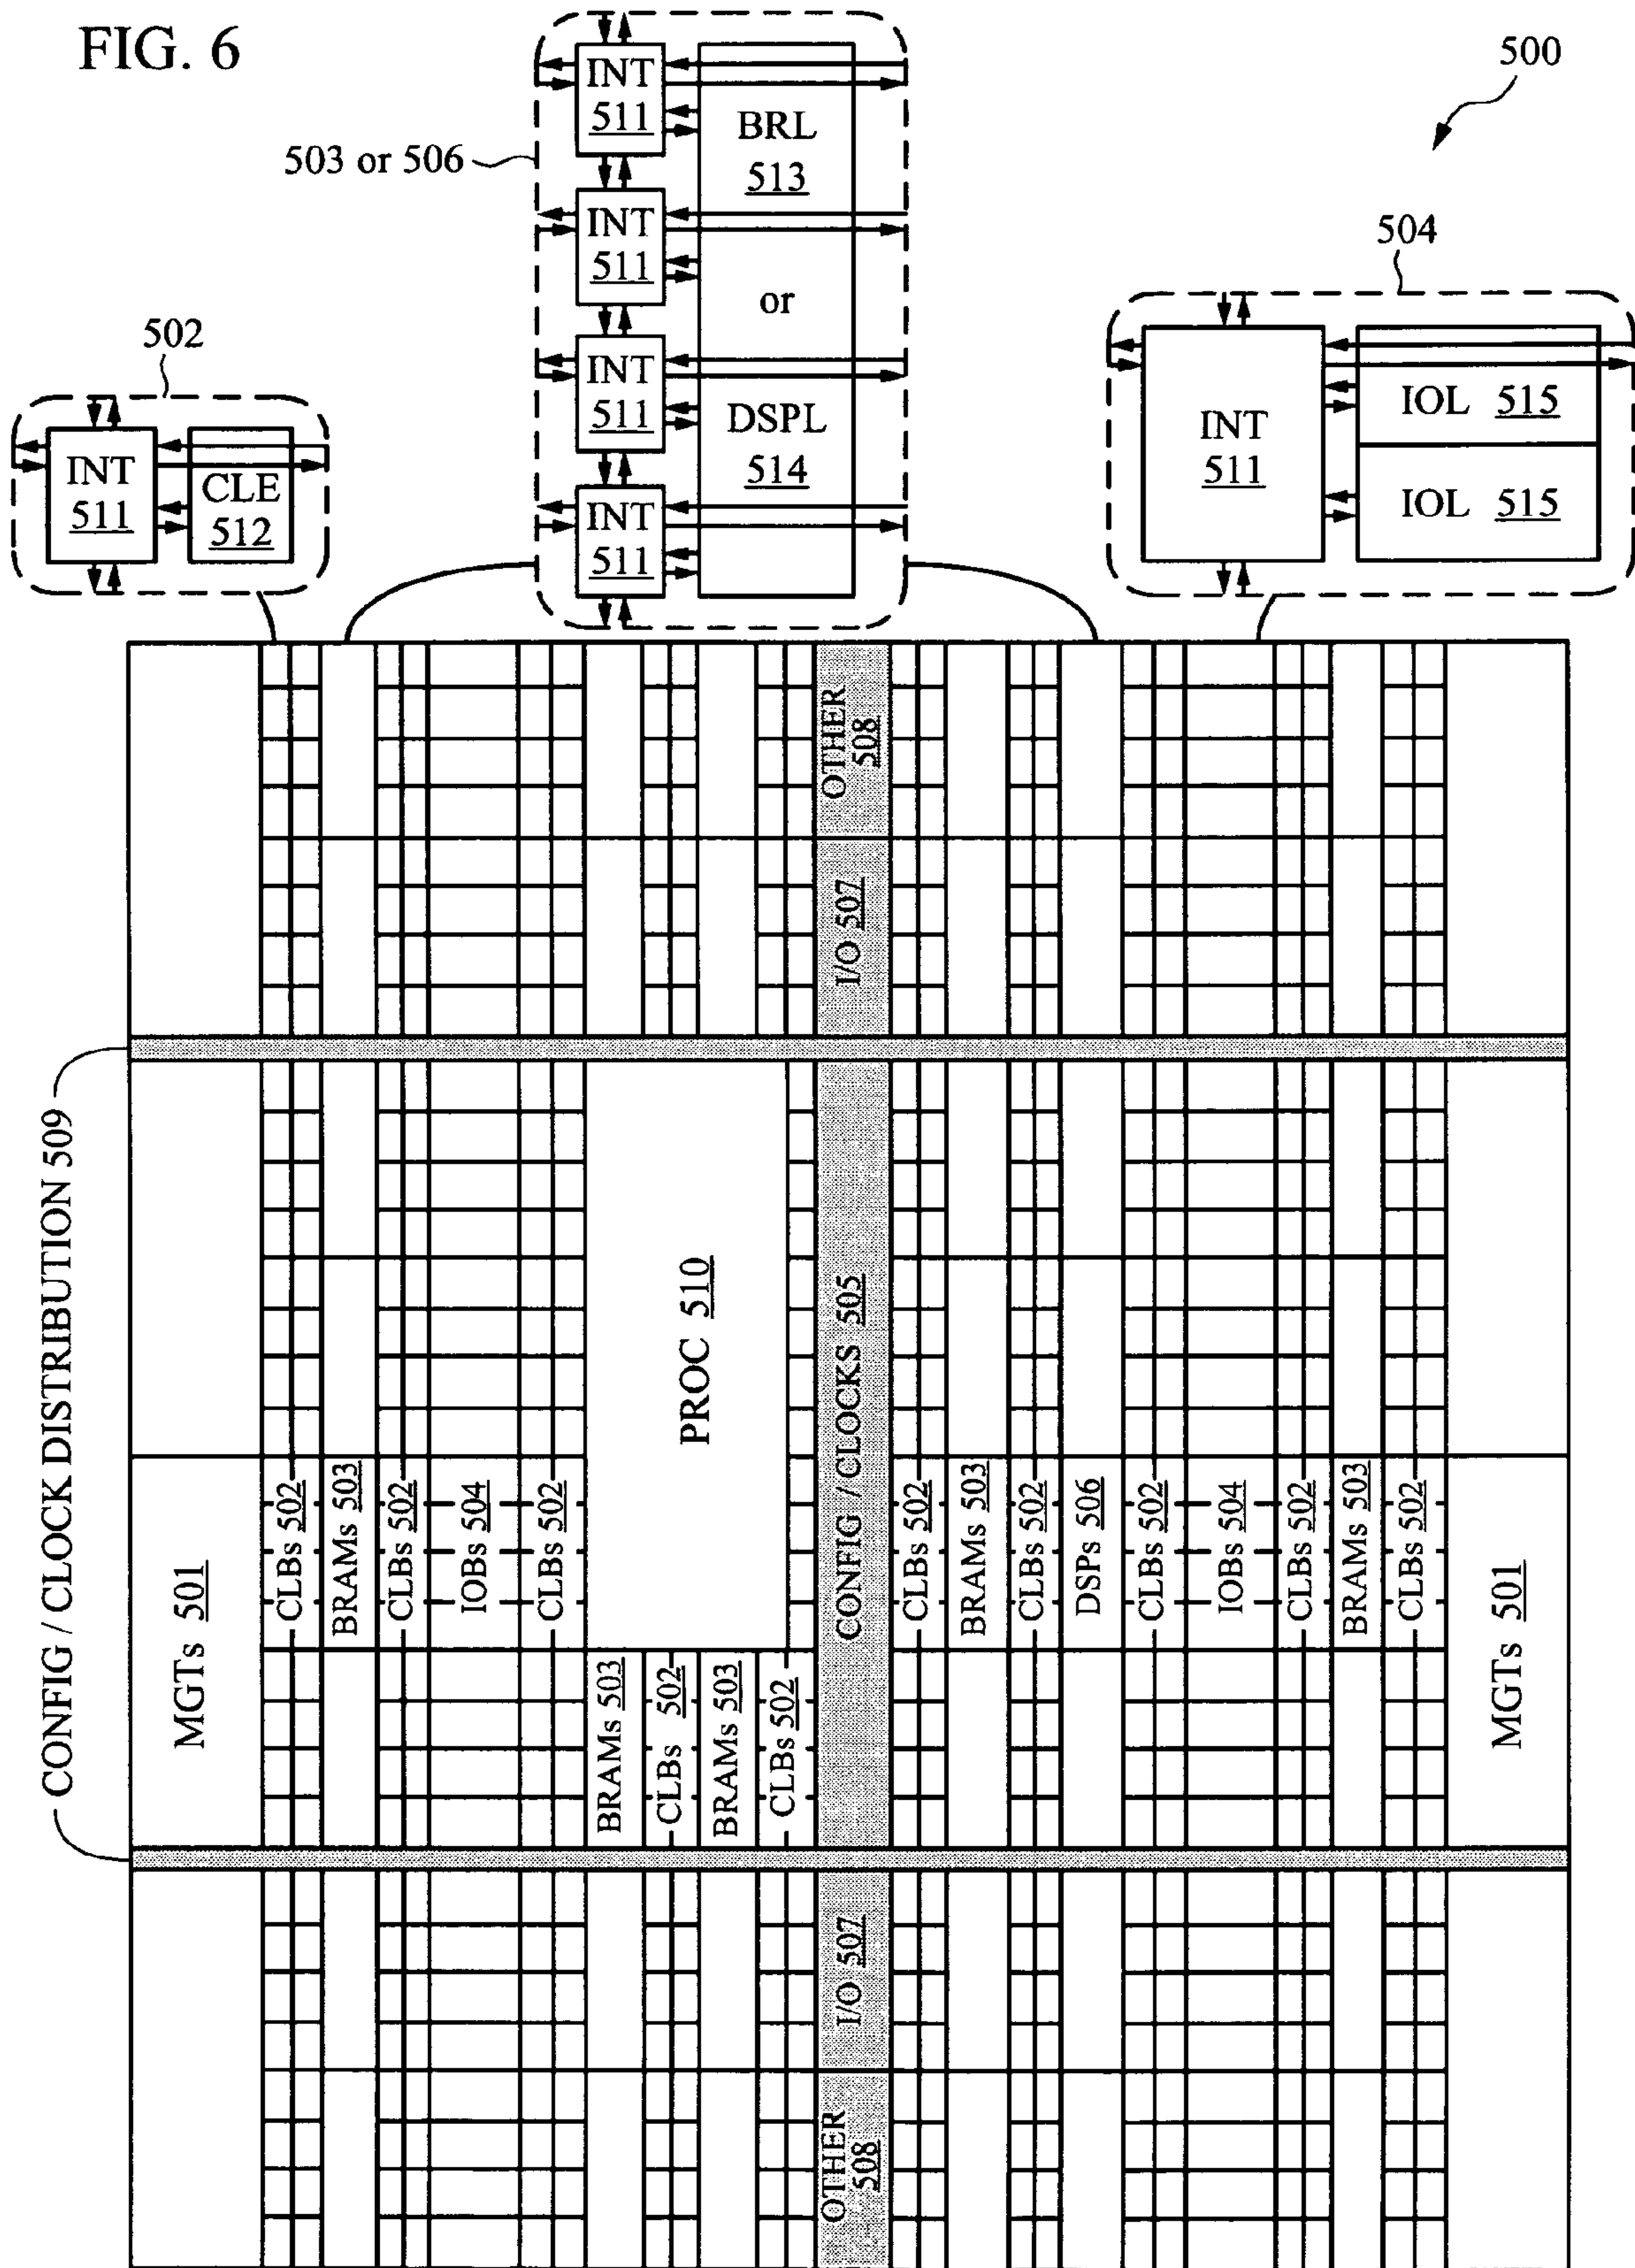 FIG. 6
500
503 or 506
INT
511
INT
511
INT
511
INT
511
BRL
513
or
DSPL
514
504
INT
511
IOL 515
IOL 515
502
INT
511
CLE
512
OTHER
508
I/O 507
CONFIG / CLOCK DISTRIBUTION 509
PROC 510
CONFIG / CLOCKS 505
MGTs 501
CLBs 502
BRAMs 503
CLBs 502
IOBs 504
CLBs 502
BRAMs 503
CLBs 502
BRAMs 503
CLBs 502
CLBs 502
BRAMs 503
CLBs 502
DSPs 506
CLBs 502
IOBs 504
CLBs 502
BRAMs 503
CLBs 502
MGTs 501
I/O 507
OTHER
508